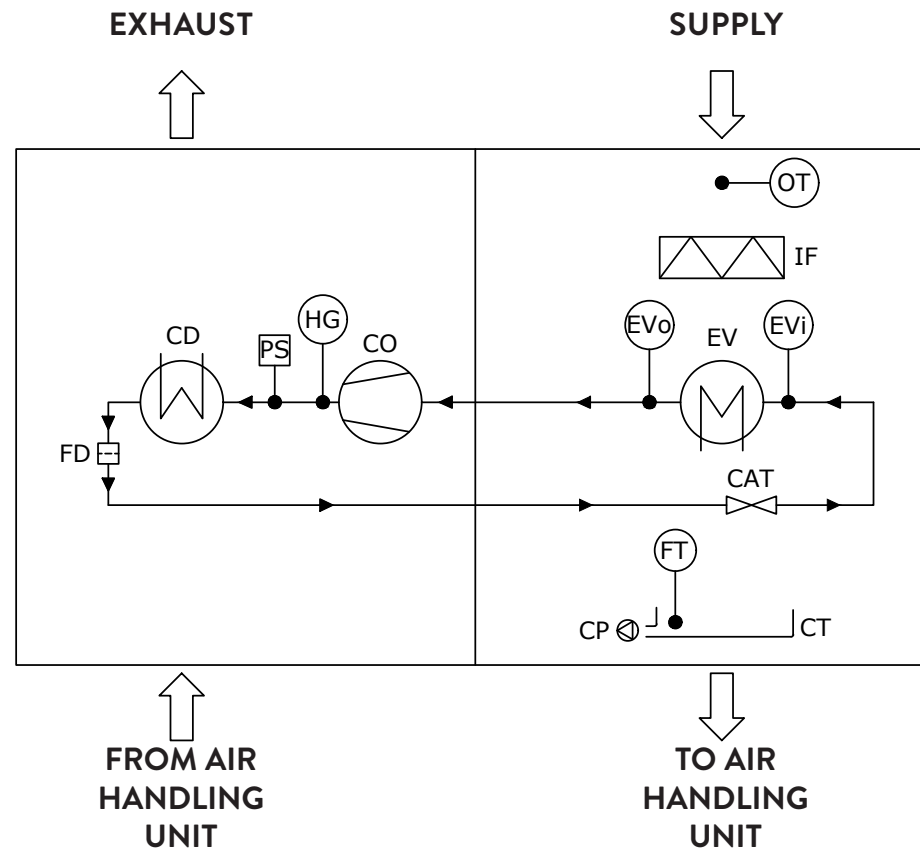 EXHAUST
SUPPLY
OT
IF
HG
EVo
EV
EVi
CD
PS
CO
FD
CAT
FT
CP
CT
FROM AIR
HANDLING
UNIT
TO AIR
HANDLING
UNIT